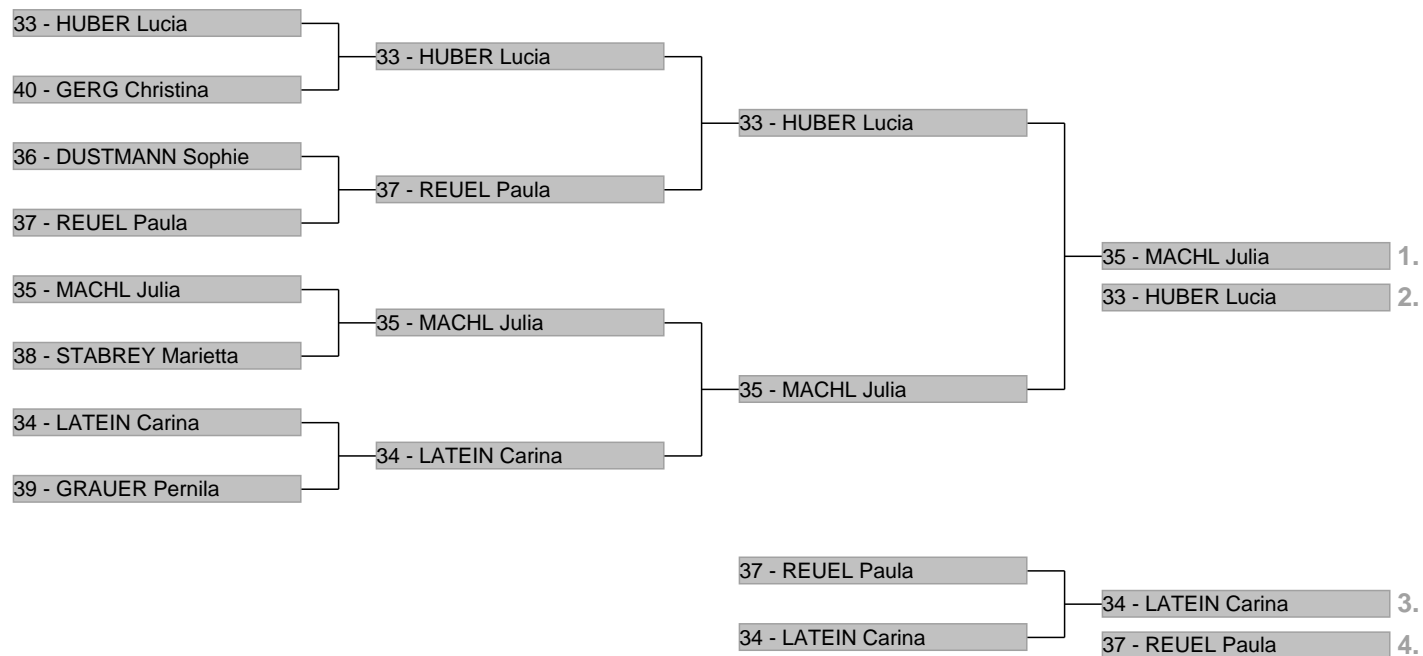 33 - HUBER Lucia
40 - GERG Christina
36 - DUSTMANN Sophie
37 - REUEL Paula
35 - MACHL Julia
38 - STABREY Marietta
34 - LATEIN Carina
39 - GRAUER Pernila
33 - HUBER Lucia
37 - REUEL Paula
35 - MACHL Julia
34 - LATEIN Carina
33 - HUBER Lucia
35 - MACHL Julia
35 - MACHL Julia 1.
33 - HUBER Lucia 2.
37 - REUEL Paula
34 - LATEIN Carina
34 - LATEIN Carina 3.
37 - REUEL Paula 4.